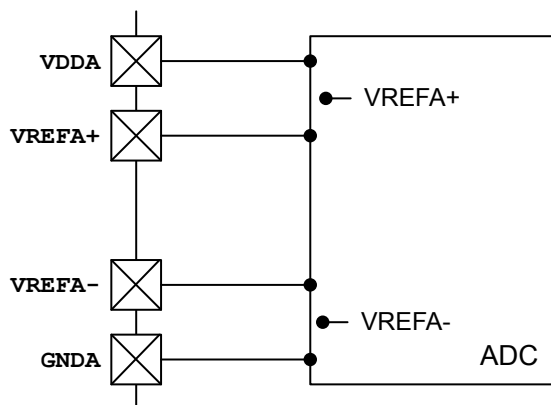 VDDA
VREFA+
VREFA+
VREFA-
VREFA-
GNDA
ADC